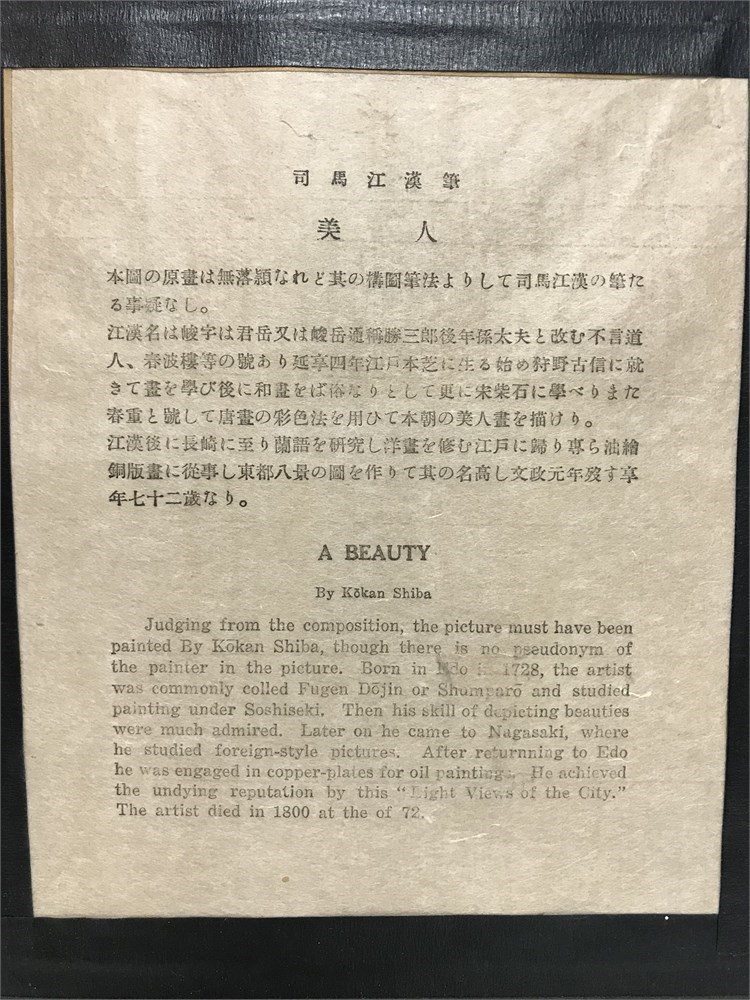 司馬江漢筆
美人
本圖の原畫は無落穎なれど其の構圖筆法よりして司馬江漢の筆た
る事疑なし。
江漢名は峻字は君岳又は峻岳通稱勝三郎後年孫太夫と改む不言道
人、春波樓等の號あり延享四年江戸本芝に生る始め狩野古信に就
きて畫を學び後に和畫をば俗なりとして更に宋柴石に學べりまた
春重と號して唐畫の彩色法を用ひて本朝の美人畫を描けり。
江漢後に長崎に至り蘭語を研究し洋畫を修む江戸に歸り専ら油繪
銅版畫に從事し東都八景の圖を作りて其の名高し文政元年歿す享
年七十二歳なり。
A BEAUTY
By Kōkan Shiba
Judging from the composition, the picture must have been
painted By Kōkan Shiba, though there is no pseudonym of
the painter in the picture. Born in Edo in 1728, the artist
was commonly colled Fugen Dōjin or Shumparō and studied
painting under Soshiseki. Then his skill of depicting beauties
were much admired. Later on he came to Nagasaki, where
he studied foreign-style pictures. After returnning to Edo
he was engaged in copper-plates for oil paintings. He achieved
the undying reputation by this "Eight Views of the City."
The artist died in 1800 at the of 72.